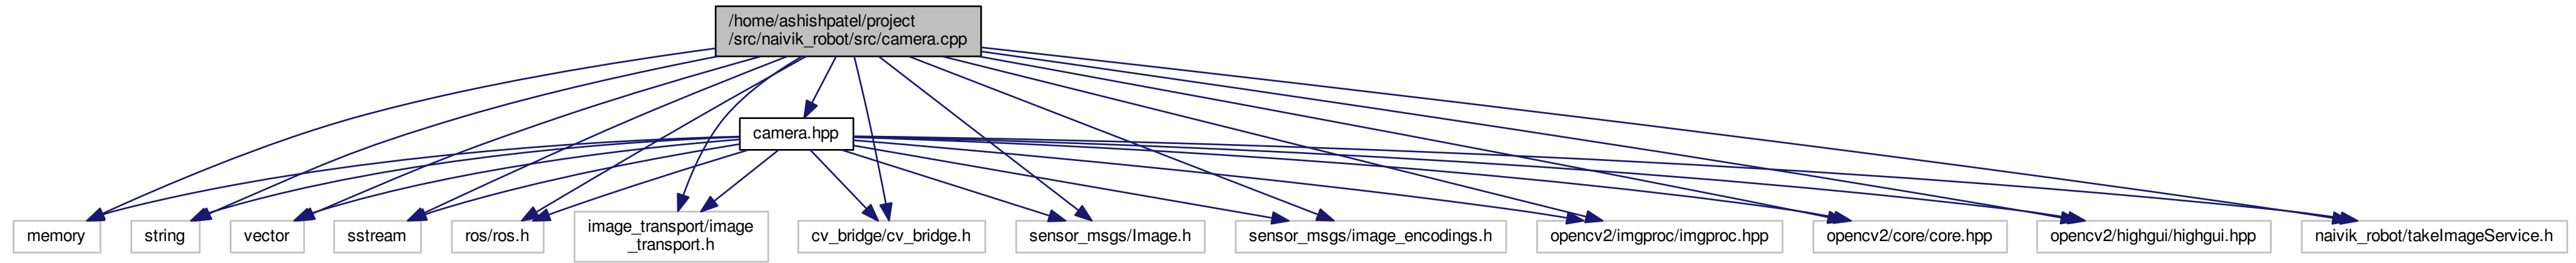 /home/ashishpatel/project
/src/naivik_robot/src/camera.cpp
camera.hpp
memory
string
vector
sstream
ros/ros.h
image_transport/image
_transport.h
cv_bridge/cv_bridge.h
sensor_msgs/Image.h
sensor_msgs/image_encodings.h
opencv2/imgproc/imgproc.hpp
opencv2/core/core.hpp
opencv2/highgui/highgui.hpp
naivik_robot/takeImageService.h